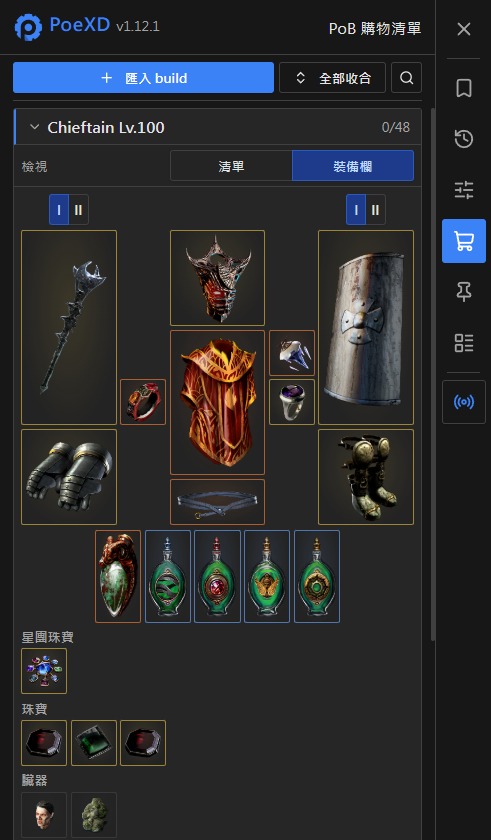 PoeXD v1.12.1
PoB 購物清單
+ 匯入 build
全部收合
Chieftain Lv.100
0/48
檢視
清單
裝備欄
I II
I II
星團珠寶
珠寶
臟器